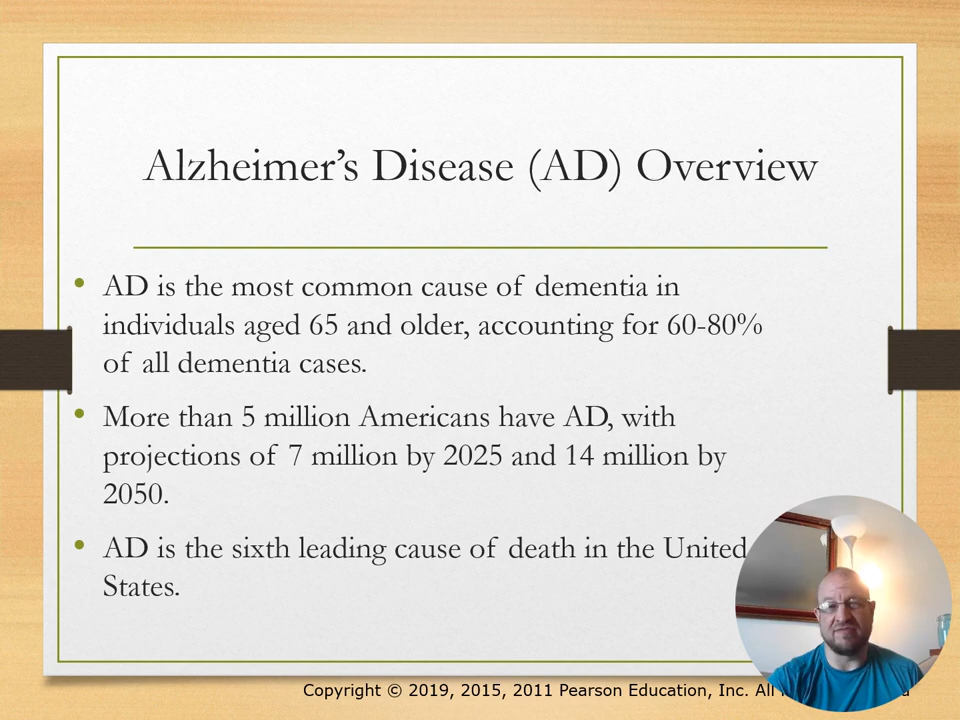 Alzheimer’s Disease (AD) Overview
• AD is the most common cause of dementia in
individuals aged 65 and older, accounting for 60-80%
of all dementia cases.
• More than 5 million Americans have AD, with
projections of 7 million by 2025 and 14 million by
2050.
• AD is the sixth leading cause of death in the United
States.
Copyright © 2019, 2015, 2011 Pearson Education, Inc. All